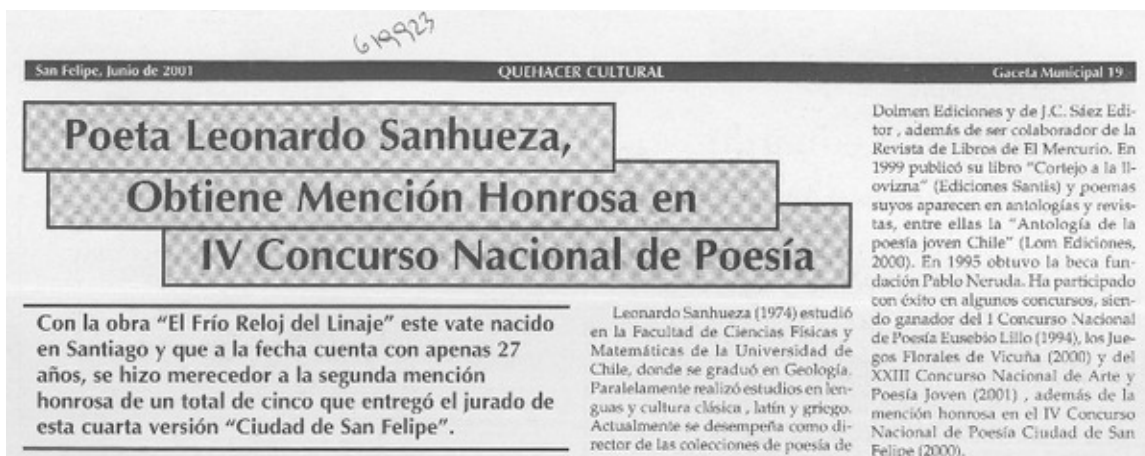 619923
San Felipe, Junio de 2001
QUEHACER CULTURAL
Gaceta Municipal 19
Poeta Leonardo Sanhueza,
Obtiene Mención Honrosa en
IV Concurso Nacional de Poesía
Con la obra “El Frío Reloj del Linaje” este vate nacido
en Santiago y que a la fecha cuenta con apenas 27
años, se hizo merecedor a la segunda mención
honrosa de un total de cinco que entregó el jurado de
esta cuarta versión “Ciudad de San Felipe”.
Leonardo Sanhueza (1974) estudió
en la Facultad de Ciencias Físicas y
Matemáticas de la Universidad de
Chile, donde se graduó en Geología.
Paralelamente realizó estudios en len-
guas y cultura clásica , latín y griego.
Actualmente se desempeña como di-
rector de las colecciones de poesía de
Dolmen Ediciones y de J.C. Sáez Edi-
tor , además de ser colaborador de la
Revista de Libros de El Mercurio. En
1999 publicó su libro “Cortejo a la ll-
ovizna” (Ediciones Santis) y poemas
suyos aparecen en antologías y revis-
tas, entre ellas la “Antología de la
poesía joven Chile” (Lom Ediciones,
2000). En 1995 obtuvo la beca fun-
dación Pablo Neruda. Ha participado
con éxito en algunos concursos, sien-
do ganador del I Concurso Nacional
de Poesía Eusebio Lillo (1994), los Jue-
gos Florales de Vicuña (2000) y del
XXIII Concurso Nacional de Arte y
Poesía Joven (2001) , además de la
mención honrosa en el IV Concurso
Nacional de Poesía Ciudad de San
Felipe (2000).